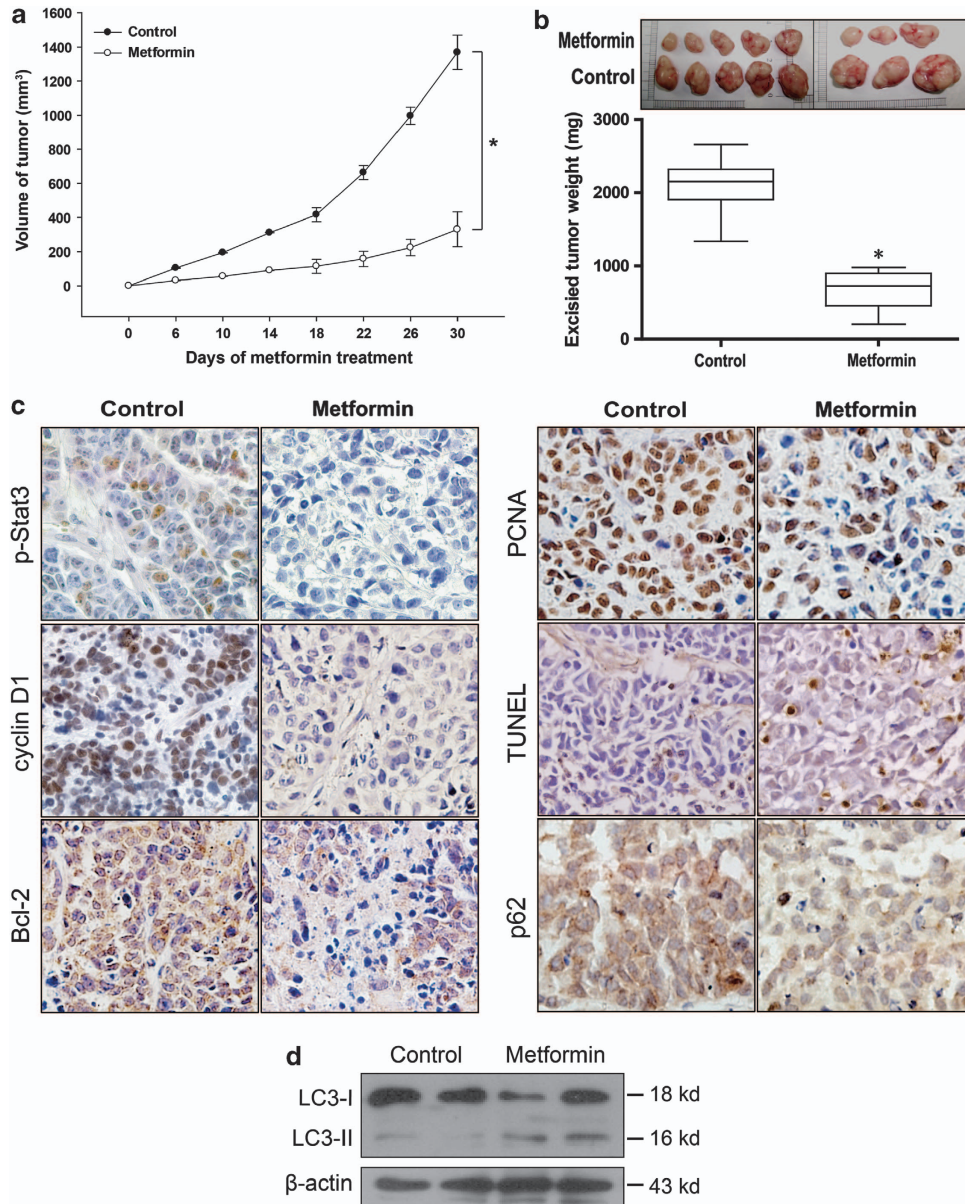 a
Control
Metformin
Volume of tumor (mm³)
1600
1400
1200
1000
800
600
400
200
0
*
0 6 10 14 18 22 26 30
Days of metformin treatment
b
Metformin
Control
Excisied tumor weight (mg)
3000
2000
1000
0
*
Control Metformin
c
Control Metformin
p-Stat3
cyclin D1
Bcl-2
Control Metformin
PCNA
TUNEL
p62
d
Control Metformin
LC3-I 18 kd
LC3-II 16 kd
β-actin 43 kd